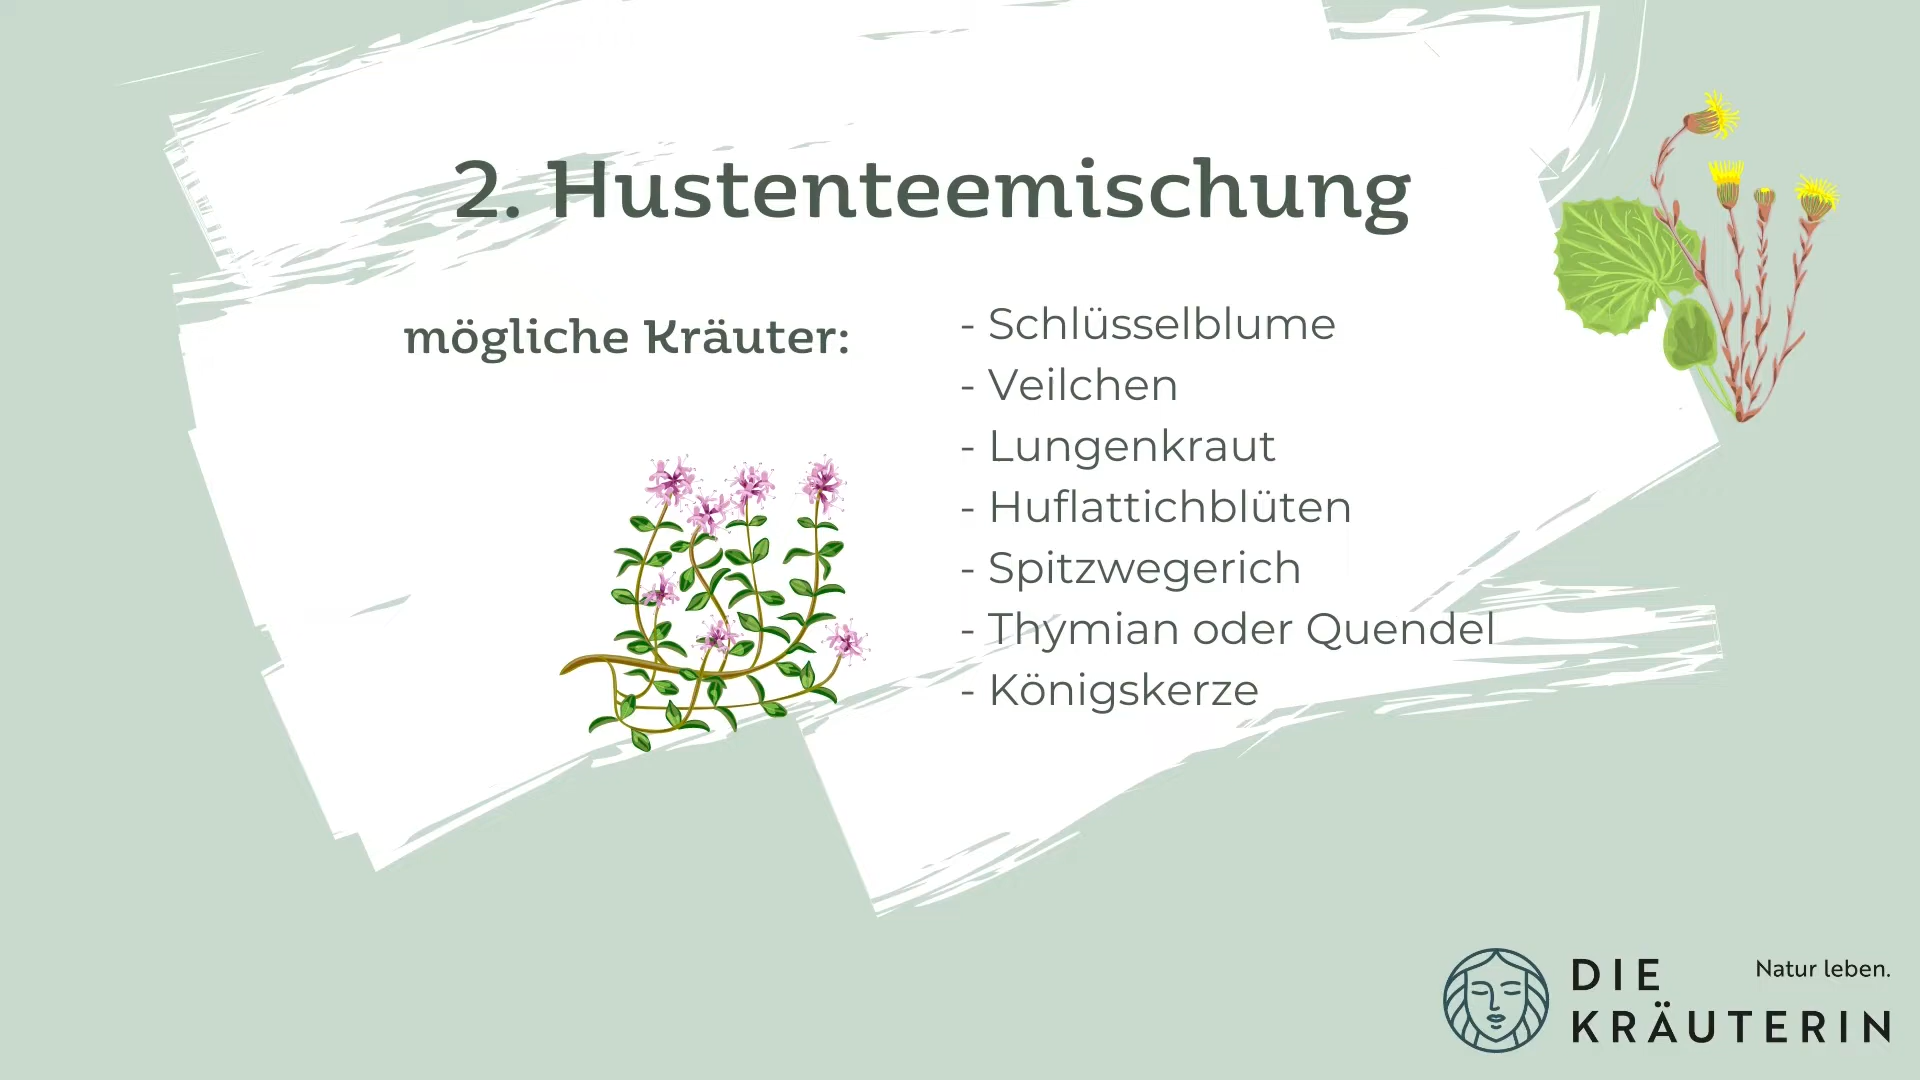 2. Hustenteemischung
mögliche Kräuter:
- Schlüsselblume
- Veilchen
- Lungenkraut
- Huflattichblüten
- Spitzwegerich
- Thymian oder Quendel
- Königskerze
DIE
Natur leben.
KRÄUTERIN